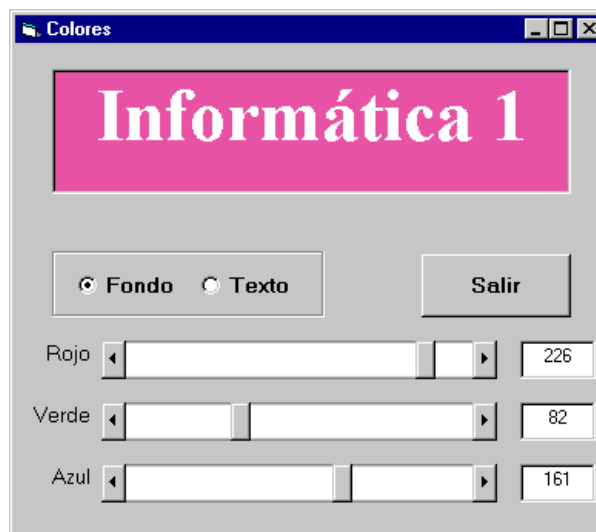 Colores
Informática 1
Fondo Texto Salir
Rojo 226
Verde 82
Azul 161